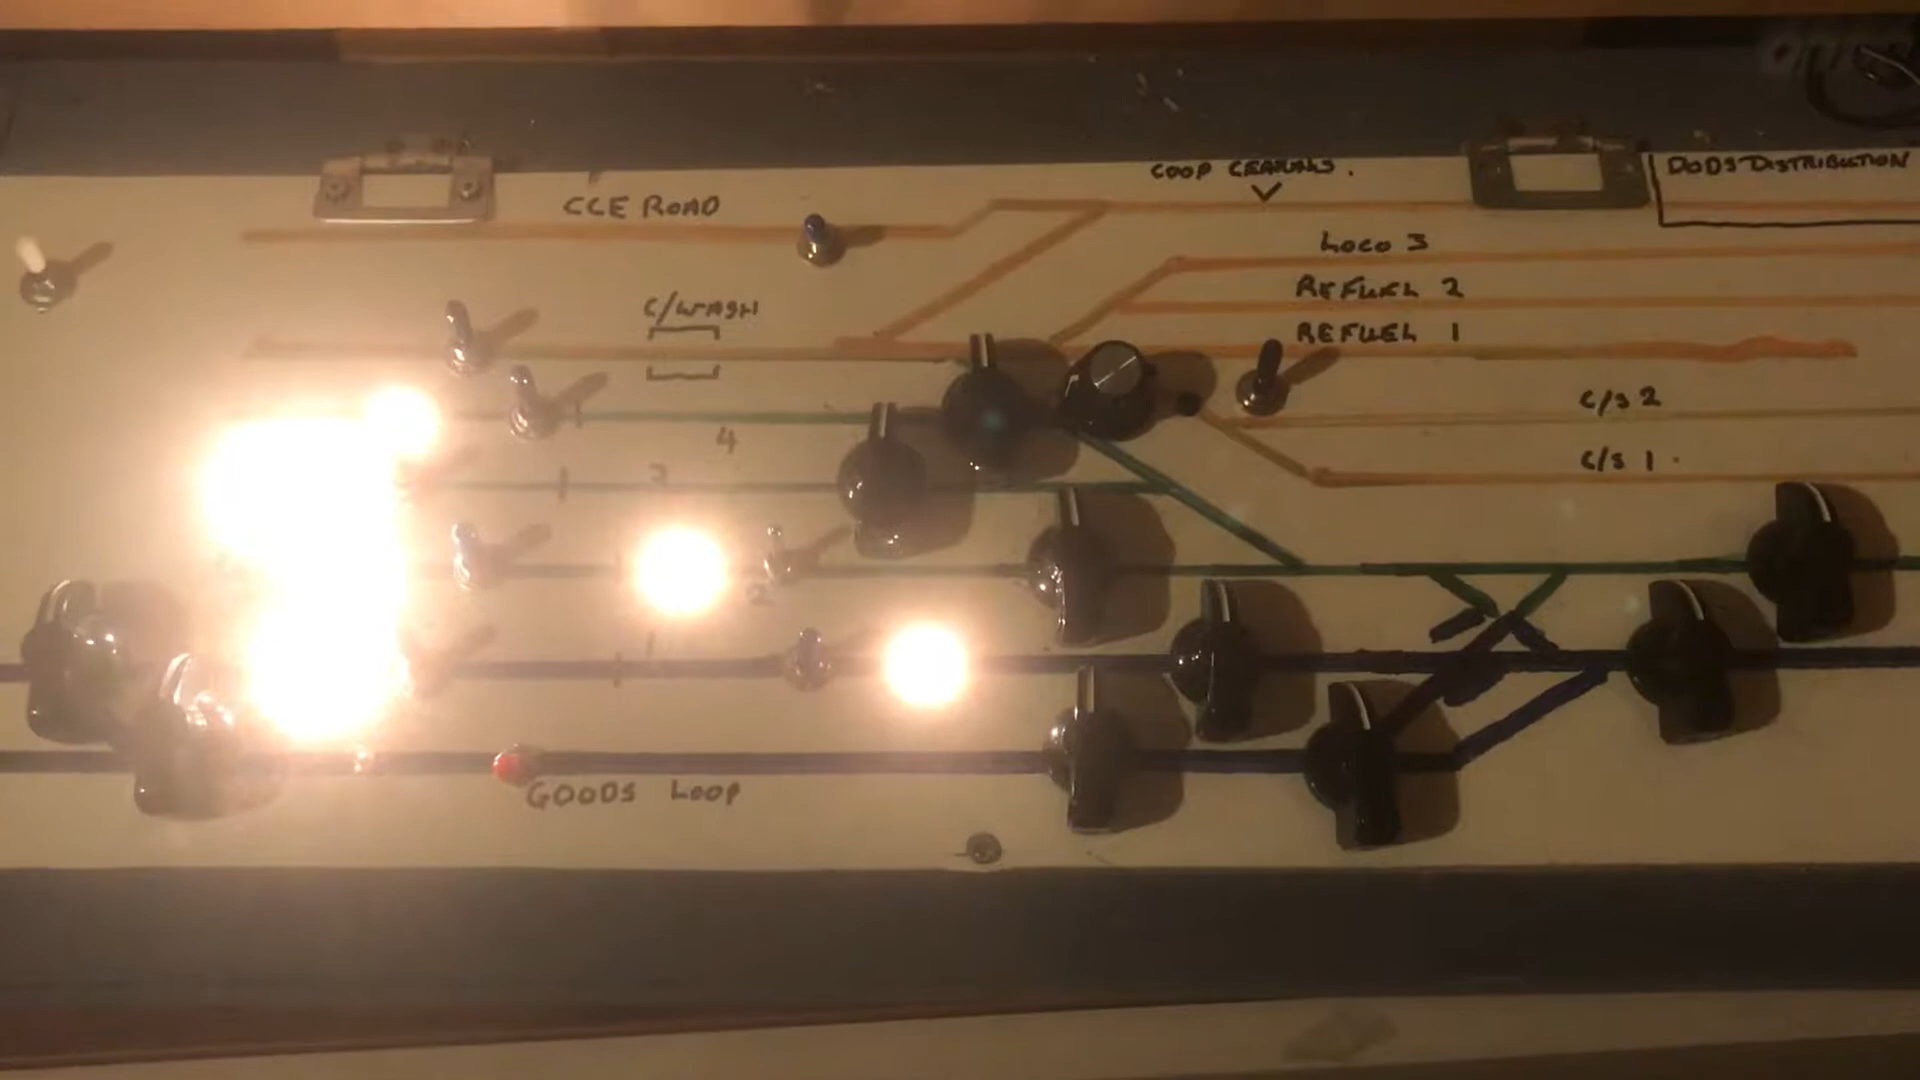 COOP CEREALS.
DODS DISTRIBUTION
CCE ROAD
LOCO 3
REFUEL 2
C/WASH
REFUEL 1
C/S 2
4
C/S 1.
3
2
1
GOODS LOOP